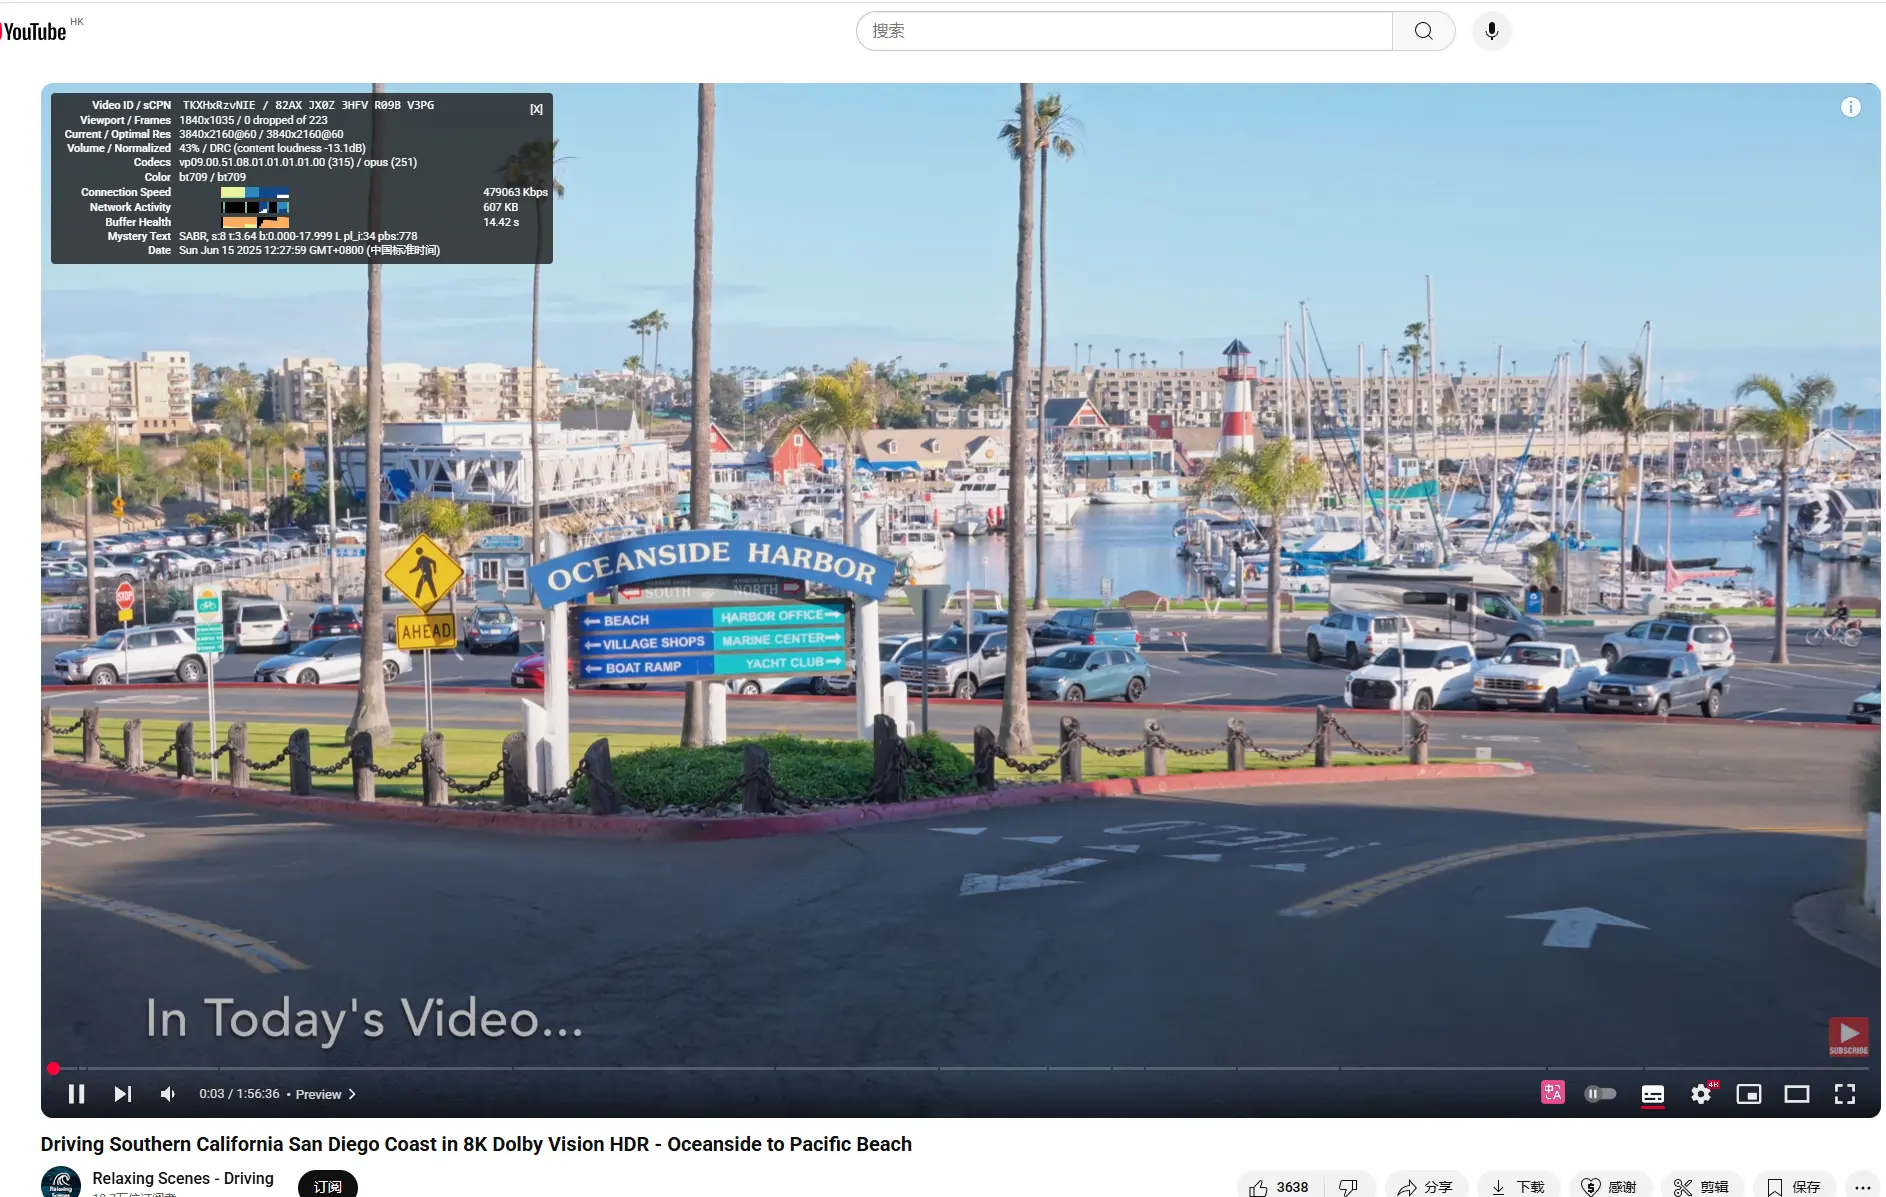 YouTube HK
搜索
Video ID / sCPN TKXHxRzvNIE / 82AX JX0Z 3HFV R09B V3PG [X]
Viewport / Frames 1840x1035 / 0 dropped of 223
Current / Optimal Res 3840x2160@60 / 3840x2160@60
Volume / Normalized 43% / DRC (content loudness -13.1dB)
Codecs vp09.00.51.08.01.01.01.01.00 (315) / opus (251)
Color bt709 / bt709
Connection Speed 479063 Kbps
Network Activity 607 KB
Buffer Health 14.42 s
Mystery Text SABR, s:8 t:3.64 b:0.000-17.999 L pl_i:34 pbs:778
Date Sun Jun 15 2025 12:27:59 GMT+0800 (中国标准时间)
OCEANSIDE HARBOR
SOUTH NORTH
BEACH HARBOR OFFICE
VILLAGE SHOPS MARINE CENTER
BOAT RAMP YACHT CLUB
STOP
AHEAD
In Today's Video...
SUBSCRIBE
0:03 / 1:56:36 • Preview
中A
4K
Driving Southern California San Diego Coast in 8K Dolby Vision HDR - Oceanside to Pacific Beach
Relaxing Scenes - Driving
订阅
3638
分享
下载
感谢
剪辑
保存